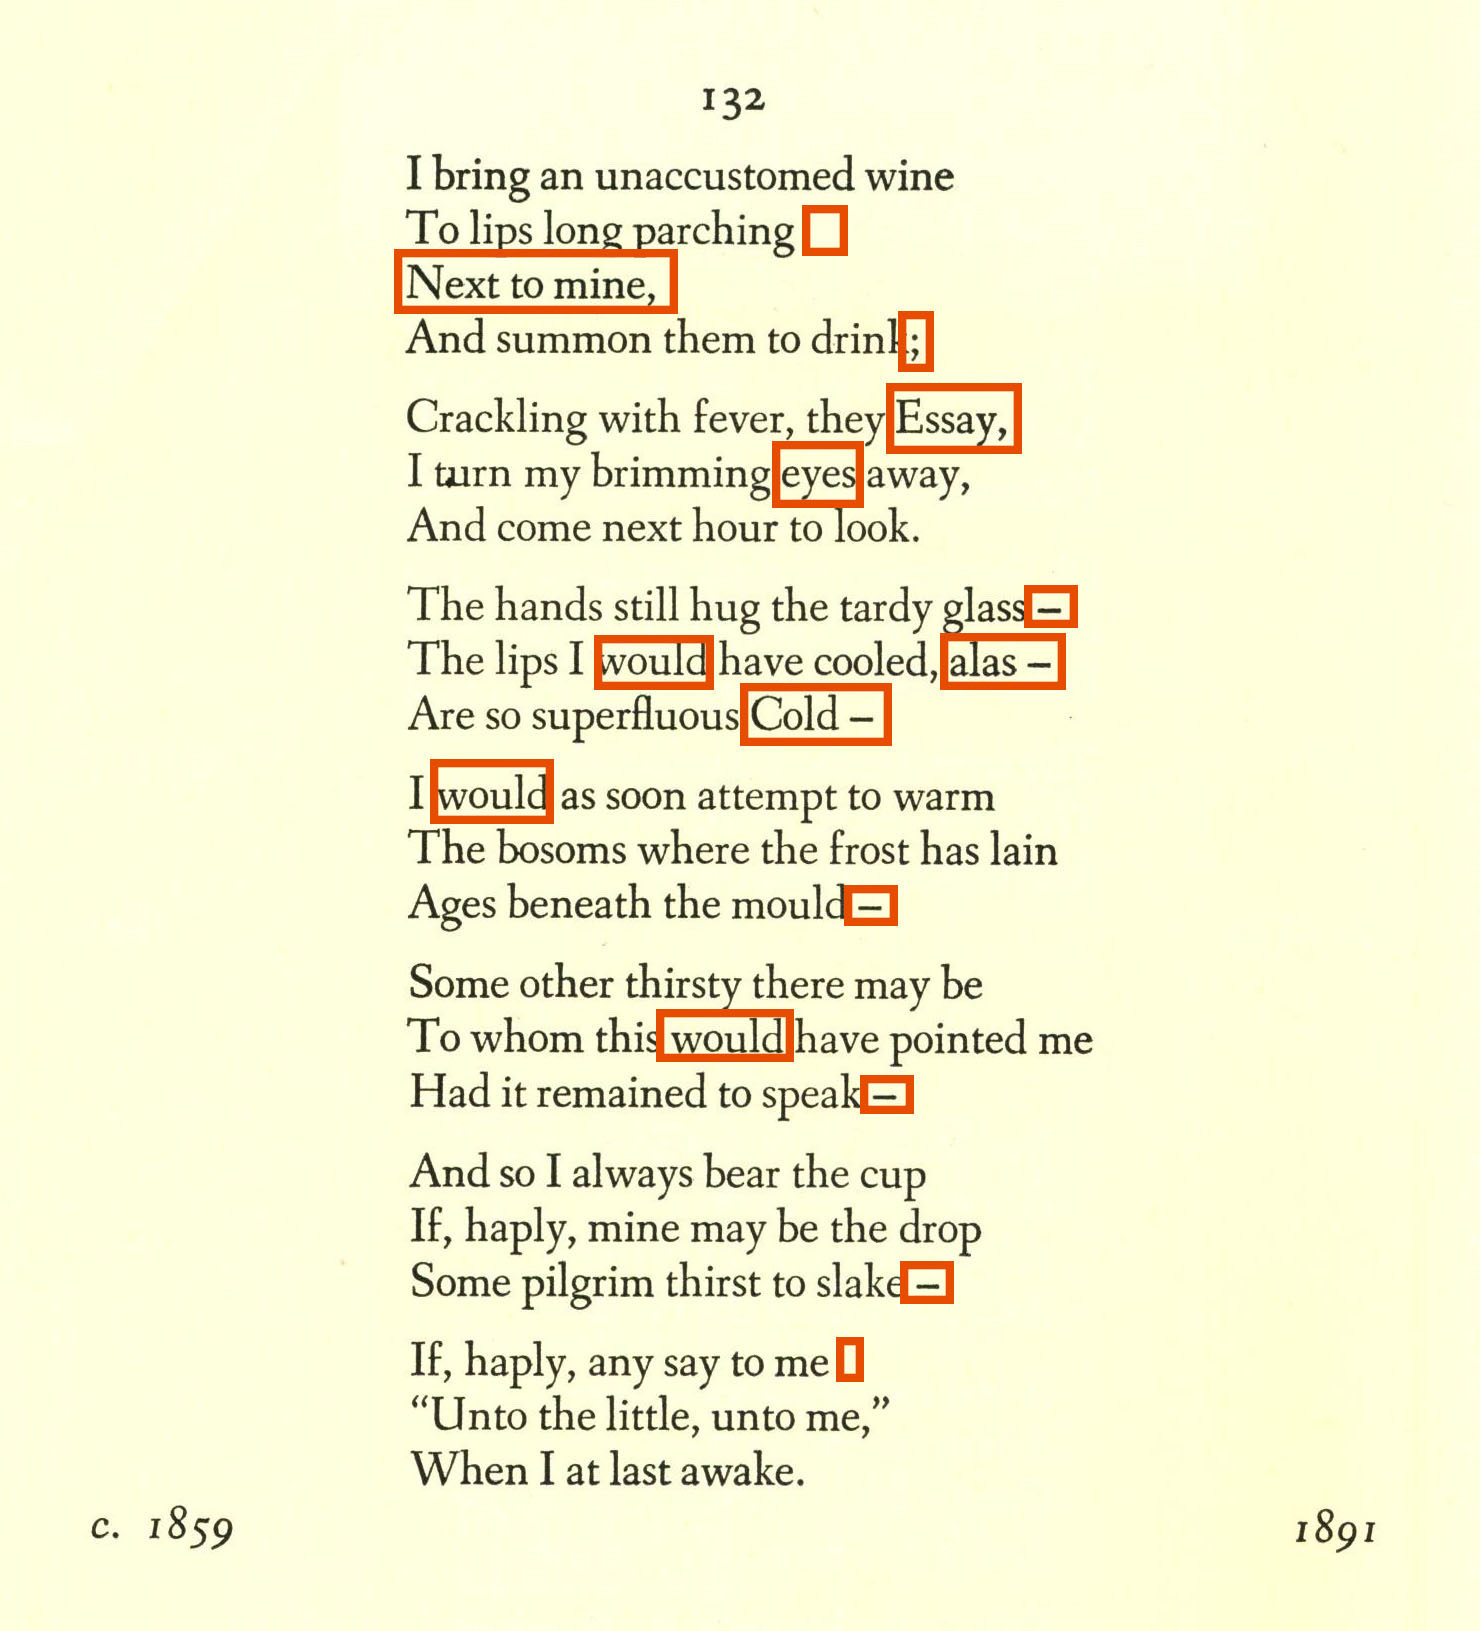 132
I bring an unaccustomed wine
To lips long parching
Next to mine,
And summon them to drink;
Crackling with fever, they Essay,
I turn my brimming eyes away,
And come next hour to look.
The hands still hug the tardy glass –
The lips I would have cooled, alas –
Are so superfluous Cold –
I would as soon attempt to warm
The bosoms where the frost has lain
Ages beneath the mould –
Some other thirsty there may be
To whom this would have pointed me
Had it remained to speak –
And so I always bear the cup
If, haply, mine may be the drop
Some pilgrim thirst to slake –
If, haply, any say to me
“Unto the little, unto me,”
When I at last awake.
c. 1859
1891